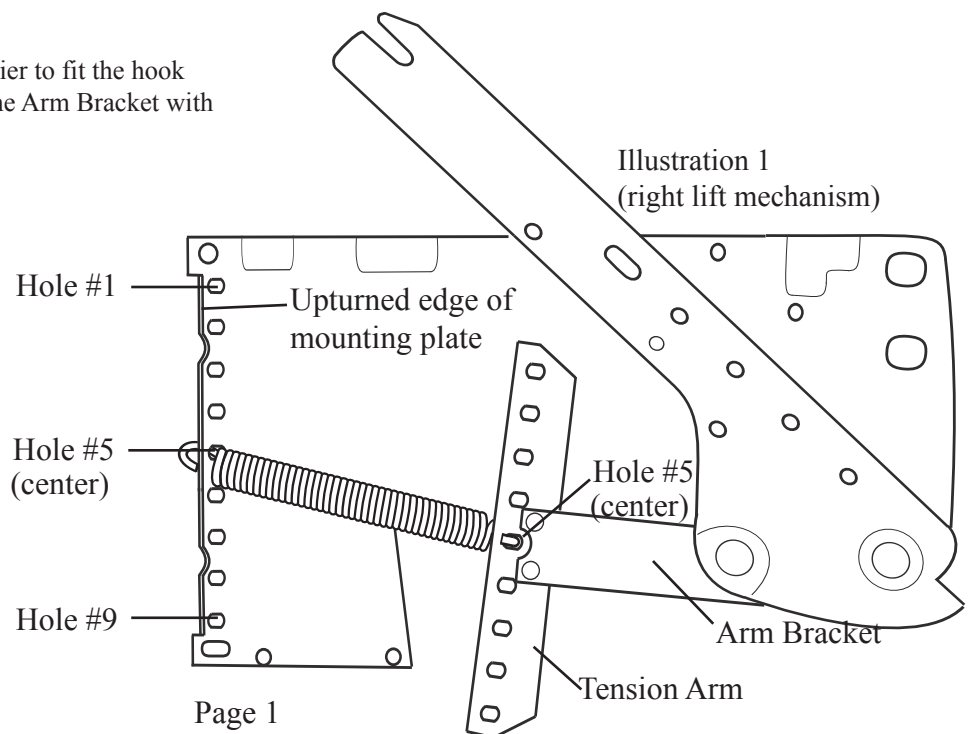 ier to fit the hook
ne Arm Bracket with
Illustration 1
(right lift mechanism)
Hole #1
Upturned edge of
mounting plate
Hole #5
(center)
Hole #5
(center)
Hole #9
Arm Bracket
Tension Arm
Page 1